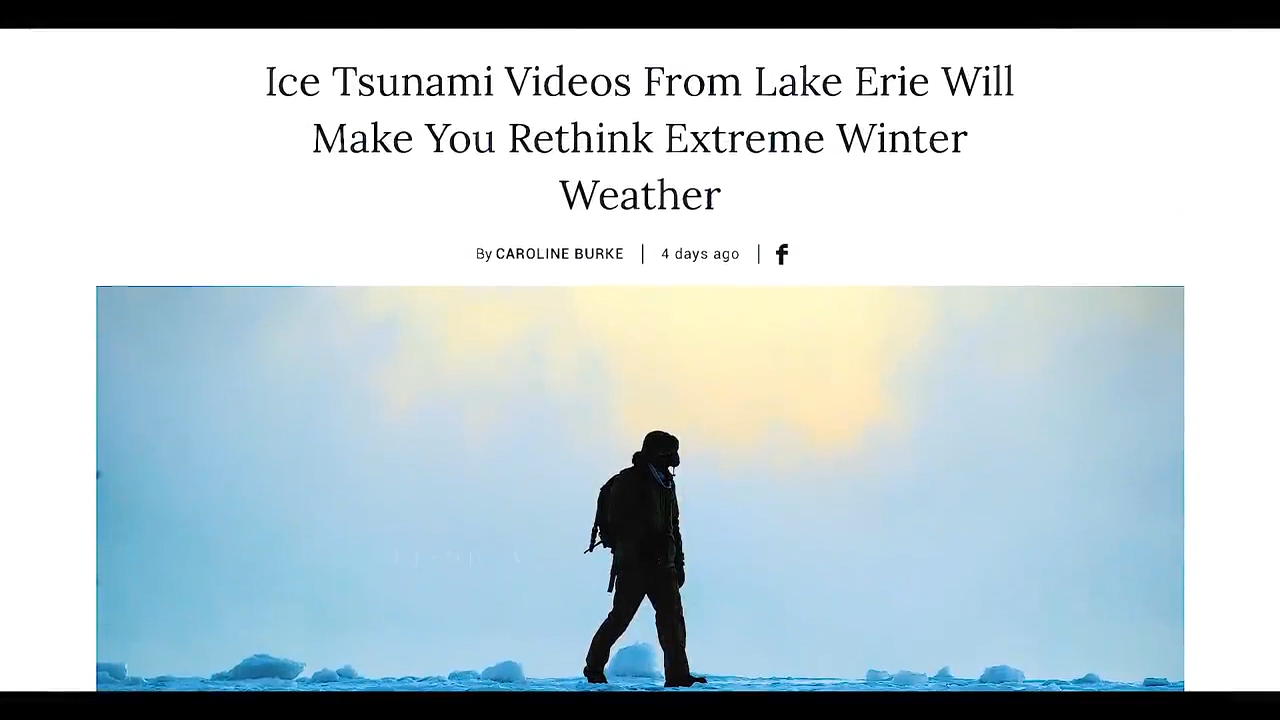 Ice Tsunami Videos From Lake Erie Will
Make You Rethink Extreme Winter
Weather
By CAROLINE BURKE | 4 days ago | f